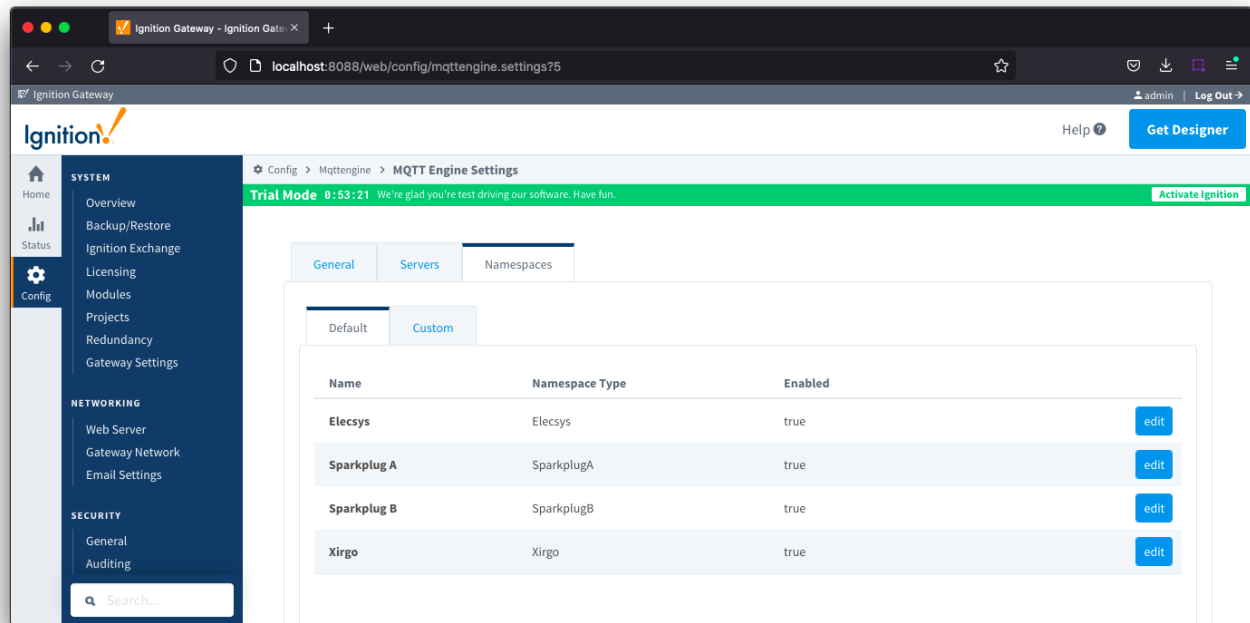 Ignition Gateway - Ignition Gate
localhost:8088/web/config/mqttengine.settings?5
Ignition Gateway
admin | Log Out
Ignition!
Help
Get Designer
Home
Status
Config
SYSTEM
Overview
Backup/Restore
Ignition Exchange
Licensing
Modules
Projects
Redundancy
Gateway Settings
NETWORKING
Web Server
Gateway Network
Email Settings
SECURITY
General
Auditing
Search...
Config > Mqttengine > MQTT Engine Settings
Trial Mode 0:53:21 We're glad you're test driving our software. Have fun. Activate Ignition
General Servers Namespaces
Default Custom
Name Namespace Type Enabled
Elecsys Elecsys true edit
Sparkplug A SparkplugA true edit
Sparkplug B SparkplugB true edit
Xirgo Xirgo true edit